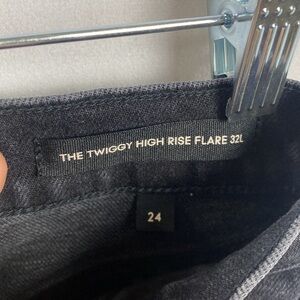 THE TWIGGY HIGH RISE FLARE 32L
24